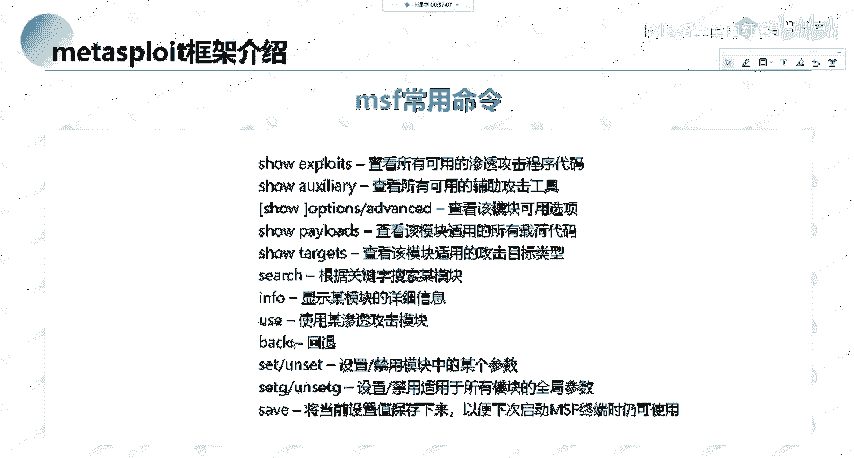 metasploit框架介绍
msf常用命令
show exploits – 查看所有可用的渗透攻击程序代码
show auxiliary – 查看所有可用的辅助攻击工具
[show ]options/advanced – 查看该模块可用选项
show payloads – 查看该模块适用的所有载荷代码
show targets – 查看该模块适用的攻击目标类型
search – 根据关键字搜索某模块
info – 显示某模块的详细信息
use – 使用某渗透攻击模块
back – 回退
set/unset – 设置/禁用模块中的某个参数
setg/unsetg – 设置/禁用适用于所有模块的全局参数
save – 将当前设置值保存下来，以便下次启动MSF终端时仍可使用